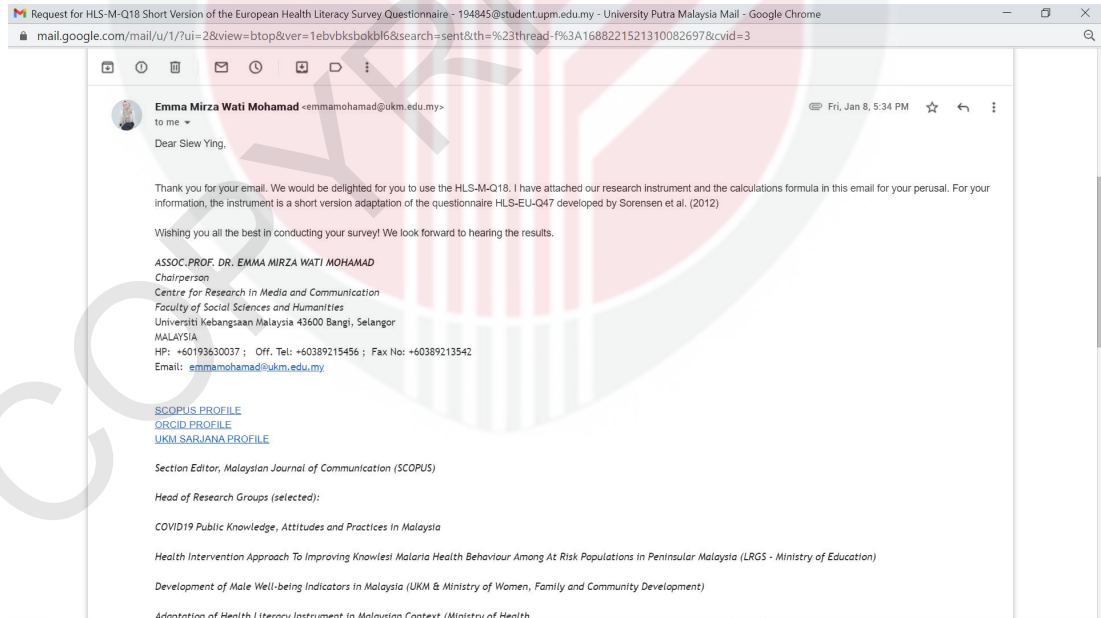 Request for HLS-M-Q18 Short Version of the European Health Literacy Survey Questionnaire - 194845@student.upm.edu.my - University Putra Malaysia Mail - Google Chrome
mail.google.com/mail/u/1/?ui=2&view=btop&ver=1ebvbksbokbl6&search=sent&th=%23thread-f%3A1688221521310082697&cvid=3
Emma Mirza Wati Mohamad <emmamohamad@ukm.edu.my>
Fri, Jan 8, 5:34 PM
to me
Dear Siew Ying,
Thank you for your email. We would be delighted for you to use the HLS-M-Q18. I have attached our research instrument and the calculations formula in this email for your perusal. For your
information, the instrument is a short version adaptation of the questionnaire HLS-EU-Q47 developed by Sorensen et al. (2012)
Wishing you all the best in conducting your survey! We look forward to hearing the results.
ASSOC.PROF. DR. EMMA MIRZA WATI MOHAMAD
Chairperson
Centre for Research in Media and Communication
Faculty of Social Sciences and Humanities
Universiti Kebangsaan Malaysia 43600 Bangi, Selangor
MALAYSIA
HP: +60193630037 ; Off. Tel: +60389215456 ; Fax No: +60389213542
Email: emmamohamad@ukm.edu.my
SCOPUS PROFILE
ORCID PROFILE
UKM SARJANA PROFILE
Section Editor, Malaysian Journal of Communication (SCOPUS)
Head of Research Groups (selected):
COVID19 Public Knowledge, Attitudes and Practices in Malaysia
Health Intervention Approach To Improving Knowlesi Malaria Health Behaviour Among At Risk Populations in Peninsular Malaysia (LRGS - Ministry of Education)
Development of Male Well-being Indicators in Malaysia (UKM & Ministry of Women, Family and Community Development)
Adaptation of Health Literacy Instrument in Malaysian Context (Ministry of Health
COPYR